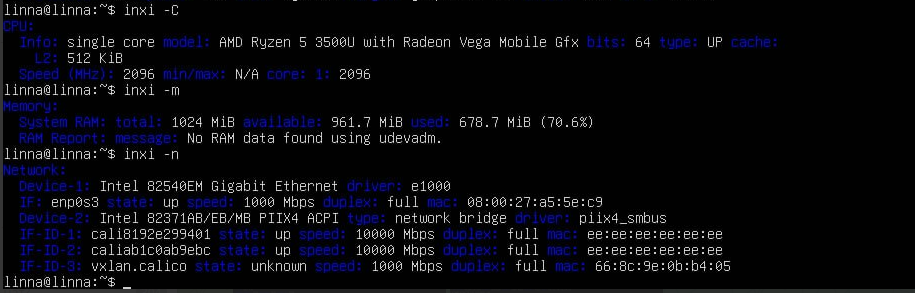 linna@linna:~$ inxi -C
CPU:
Info: single core model: AMD Ryzen 5 3500U with Radeon Vega Mobile Gfx bits: 64 type: UP cache:
L2: 512 KiB
Speed (MHz): 2096 min/max: N/A core: 1: 2096
linna@linna:~$ inxi -m
Memory:
System RAM: total: 1024 MiB available: 961.7 MiB used: 678.7 MiB (70.6%)
RAM Report: message: No RAM data found using udevadm.
linna@linna:~$ inxi -n
Network:
Device-1: Intel 82540EM Gigabit Ethernet driver: e1000
IF: enp0s3 state: up speed: 1000 Mbps duplex: full mac: 08:00:27:a5:5e:c9
Device-2: Intel 82371AB/EB/MB PIIX4 ACPI type: network bridge driver: piix4_smbus
IF-ID-1: cali8192e299401 state: up speed: 10000 Mbps duplex: full mac: ee:ee:ee:ee:ee:ee
IF-ID-2: caliab1c0ab9ebc state: up speed: 10000 Mbps duplex: full mac: ee:ee:ee:ee:ee:ee
IF-ID-3: vxlan.calico state: unknown speed: 1000 Mbps duplex: full mac: 66:8c:9e:0b:b4:05
linna@linna:~$